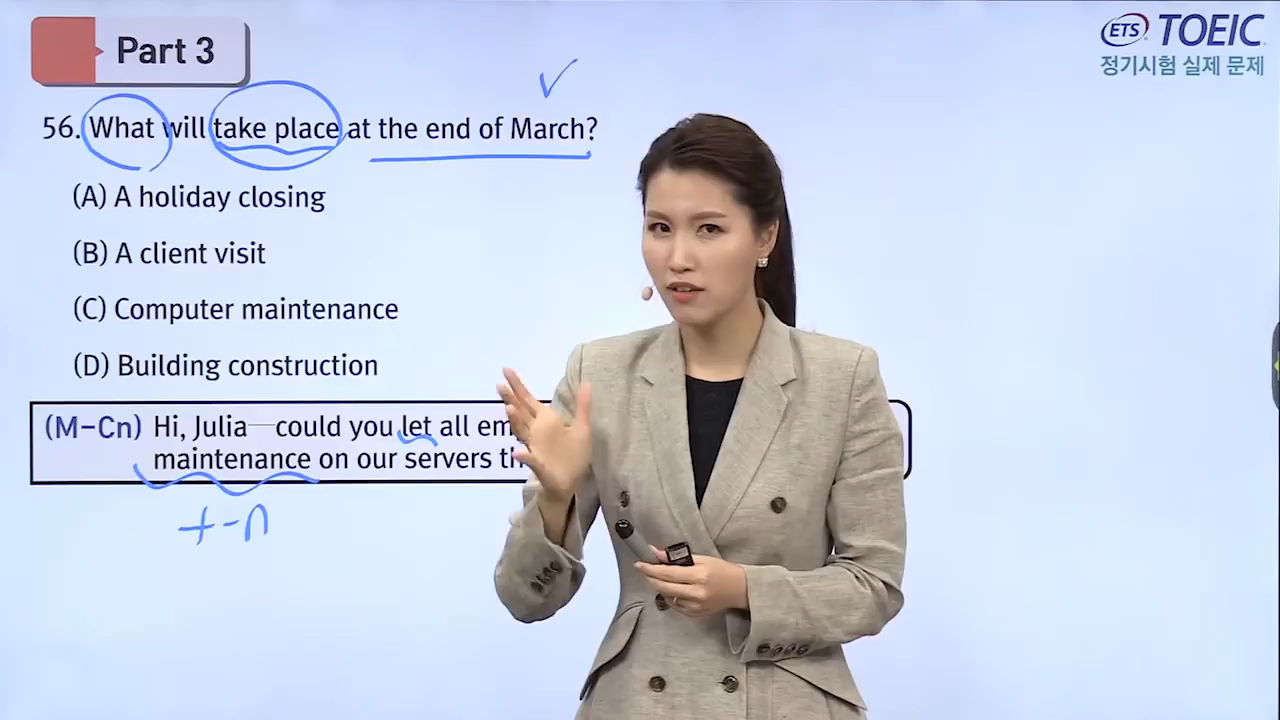 Part 3
ETS TOEIC
정기시험 실제 문제
56. What will take place at the end of March?
(A) A holiday closing
(B) A client visit
(C) Computer maintenance
(D) Building construction
(M-Cn) Hi, Julia—could you let all em
maintenance on our servers th
+-n